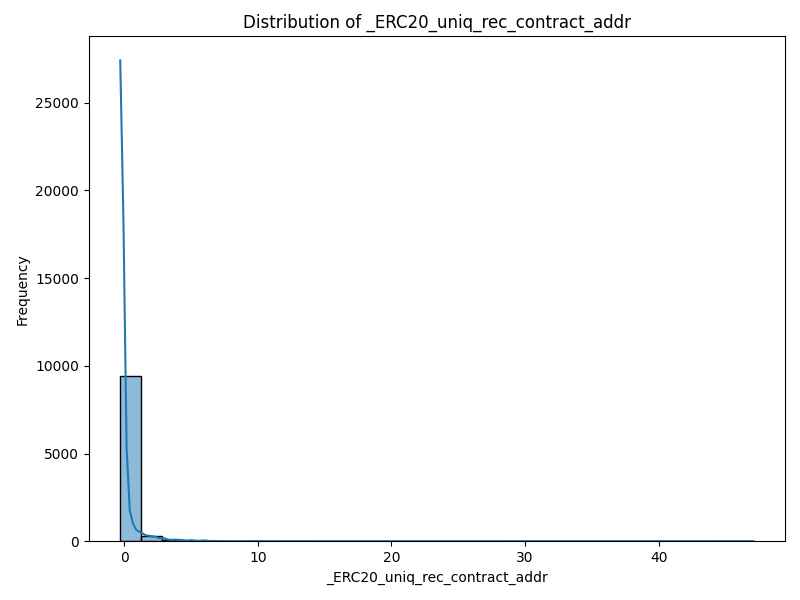 Distribution of _ERC20_uniq_rec_contract_addr
25000
20000
15000
10000
5000
0
Frequency
0 10 20 30 40
_ERC20_uniq_rec_contract_addr